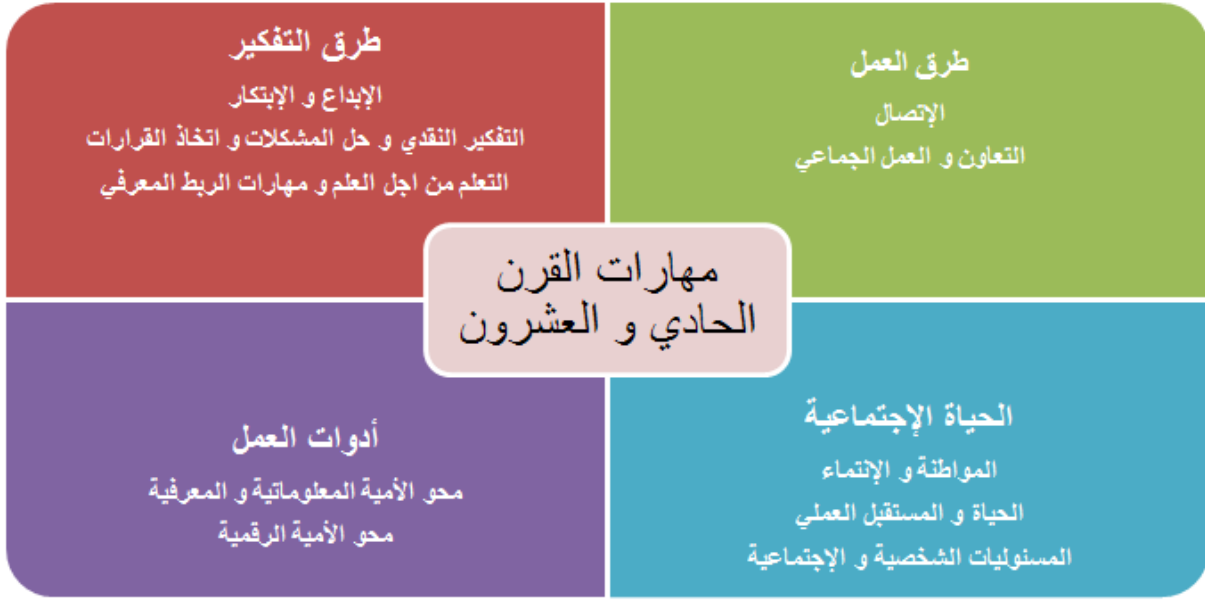 طرق العمل
الإتصال
التعاون و العمل الجماعي
طرق التفكير
الإبداع و الإبتكار
التفكير النقدي و حل المشكلات و اتخاذ القرارات
التعلم من اجل العلم و مهارات الربط المعرفي
مهارات القرن
الحادي و العشرون
الحياة الإجتماعية
المواطنة و الإنتماء
الحياة و المستقبل العملي
المسئوليات الشخصية و الإجتماعية
أدوات العمل
محو الأمية المعلوماتية و المعرفية
محو الأمية الرقمية